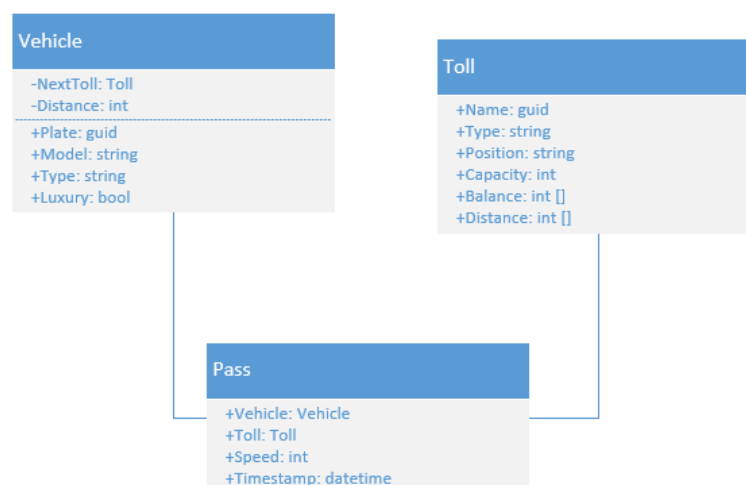 Vehicle
-NextToll: Toll
-Distance: int
+Plate: guid
+Model: string
+Type: string
+Luxury: bool
Toll
+Name: guid
+Type: string
+Position: string
+Capacity: int
+Balance: int []
+Distance: int []
Pass
+Vehicle: Vehicle
+Toll: Toll
+Speed: int
+Timestamp: datetime